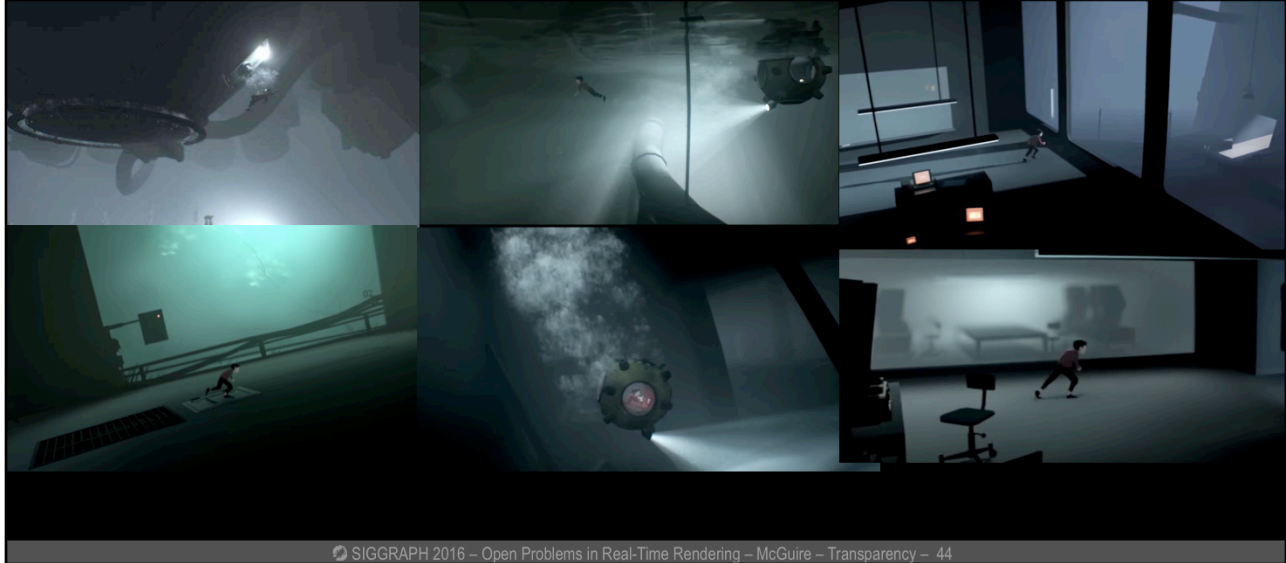 SIGGRAPH 2016 – Open Problems in Real-Time Rendering – McGuire – Transparency – 44